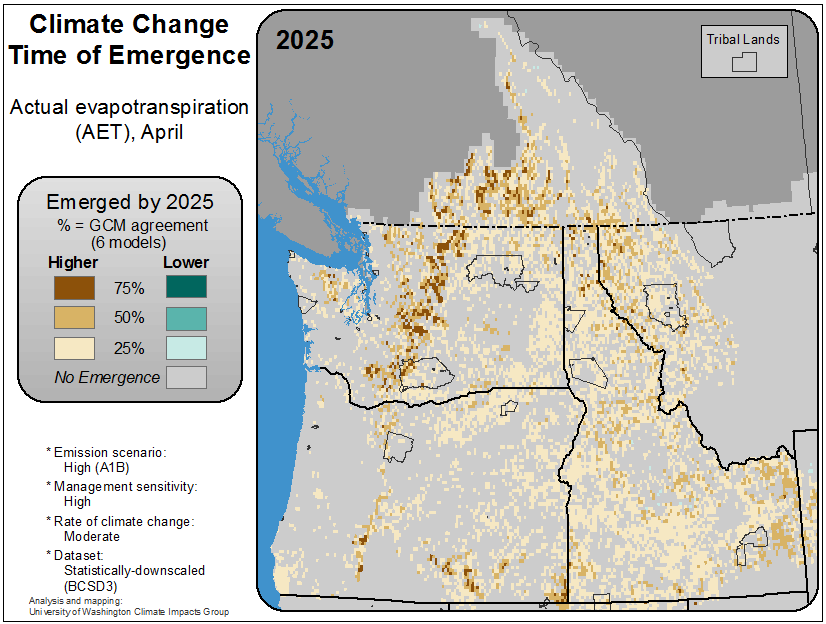 Climate Change
Time of Emergence
Actual evapotranspiration
(AET), April
Emerged by 2025
% = GCM agreement
(6 models)
Higher Lower
75%
50%
25%
No Emergence
* Emission scenario:
High (A1B)
* Management sensitivity:
High
* Rate of climate change:
Moderate
* Dataset:
Statistically-downscaled
(BCSD3)
Analysis and mapping:
University of Washington Climate Impacts Group
2025
Tribal Lands